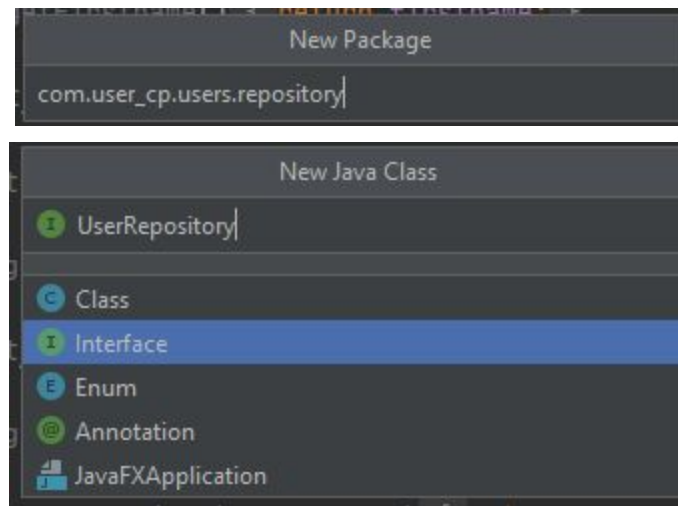 New Package
com.user_cp.users.repository
New Java Class
I UserRepository
C Class
I Interface
E Enum
@ Annotation
J JavaFXApplication